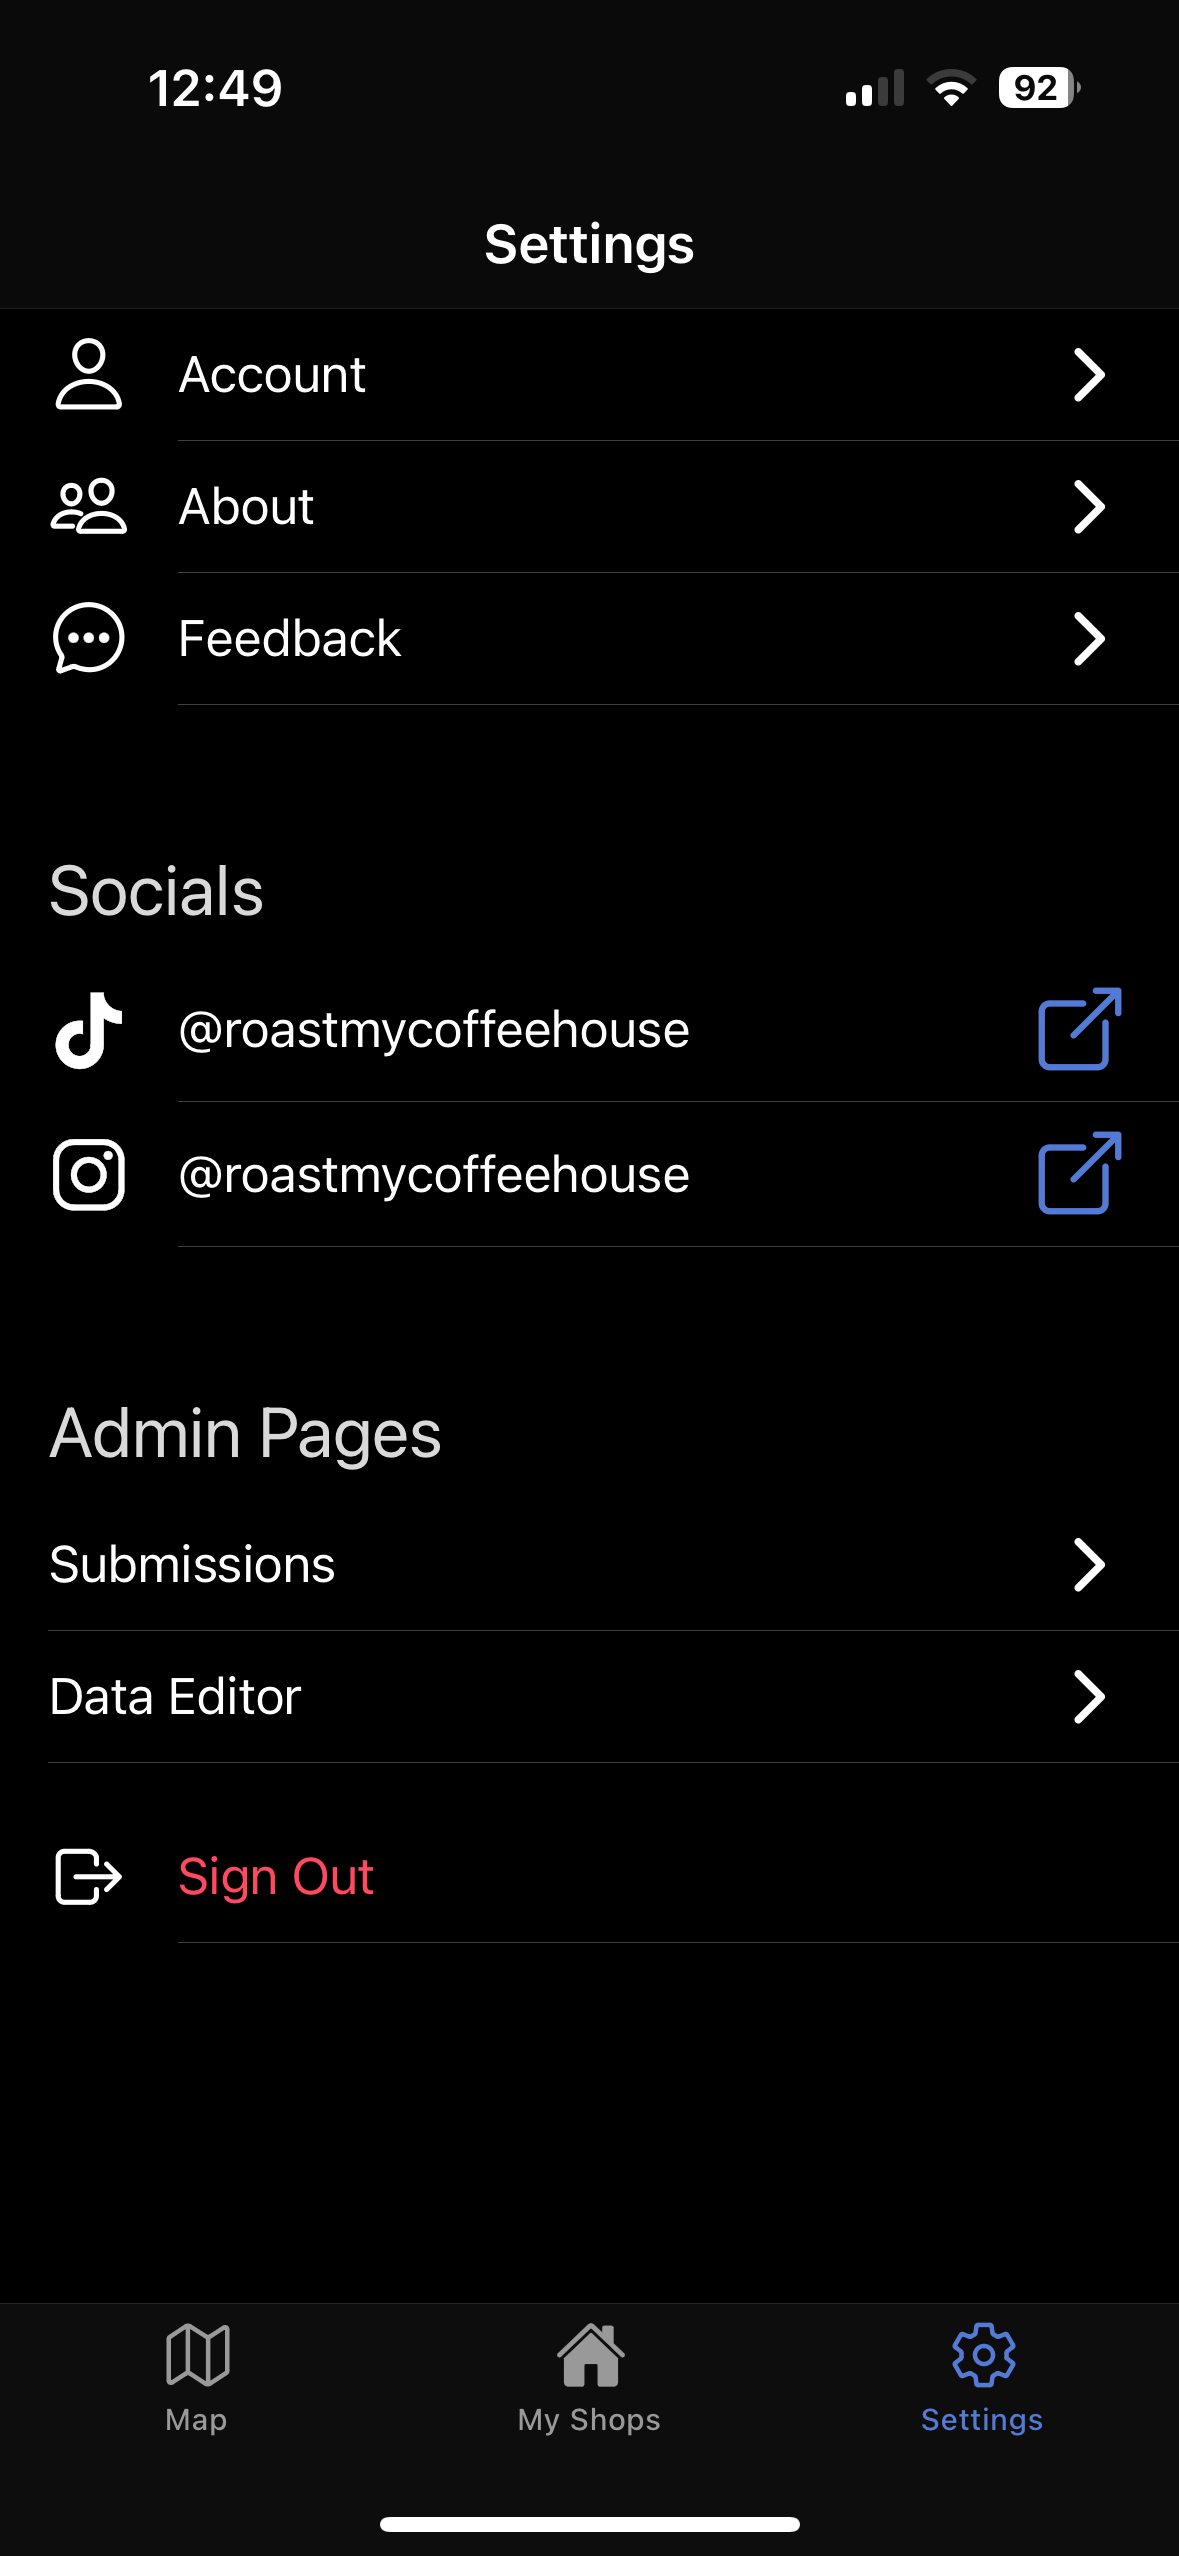 12:49
92
Settings
Account
About
Feedback
Socials
@roastmycoffeehouse
@roastmycoffeehouse
Admin Pages
Submissions
Data Editor
Sign Out
Map
My Shops
Settings